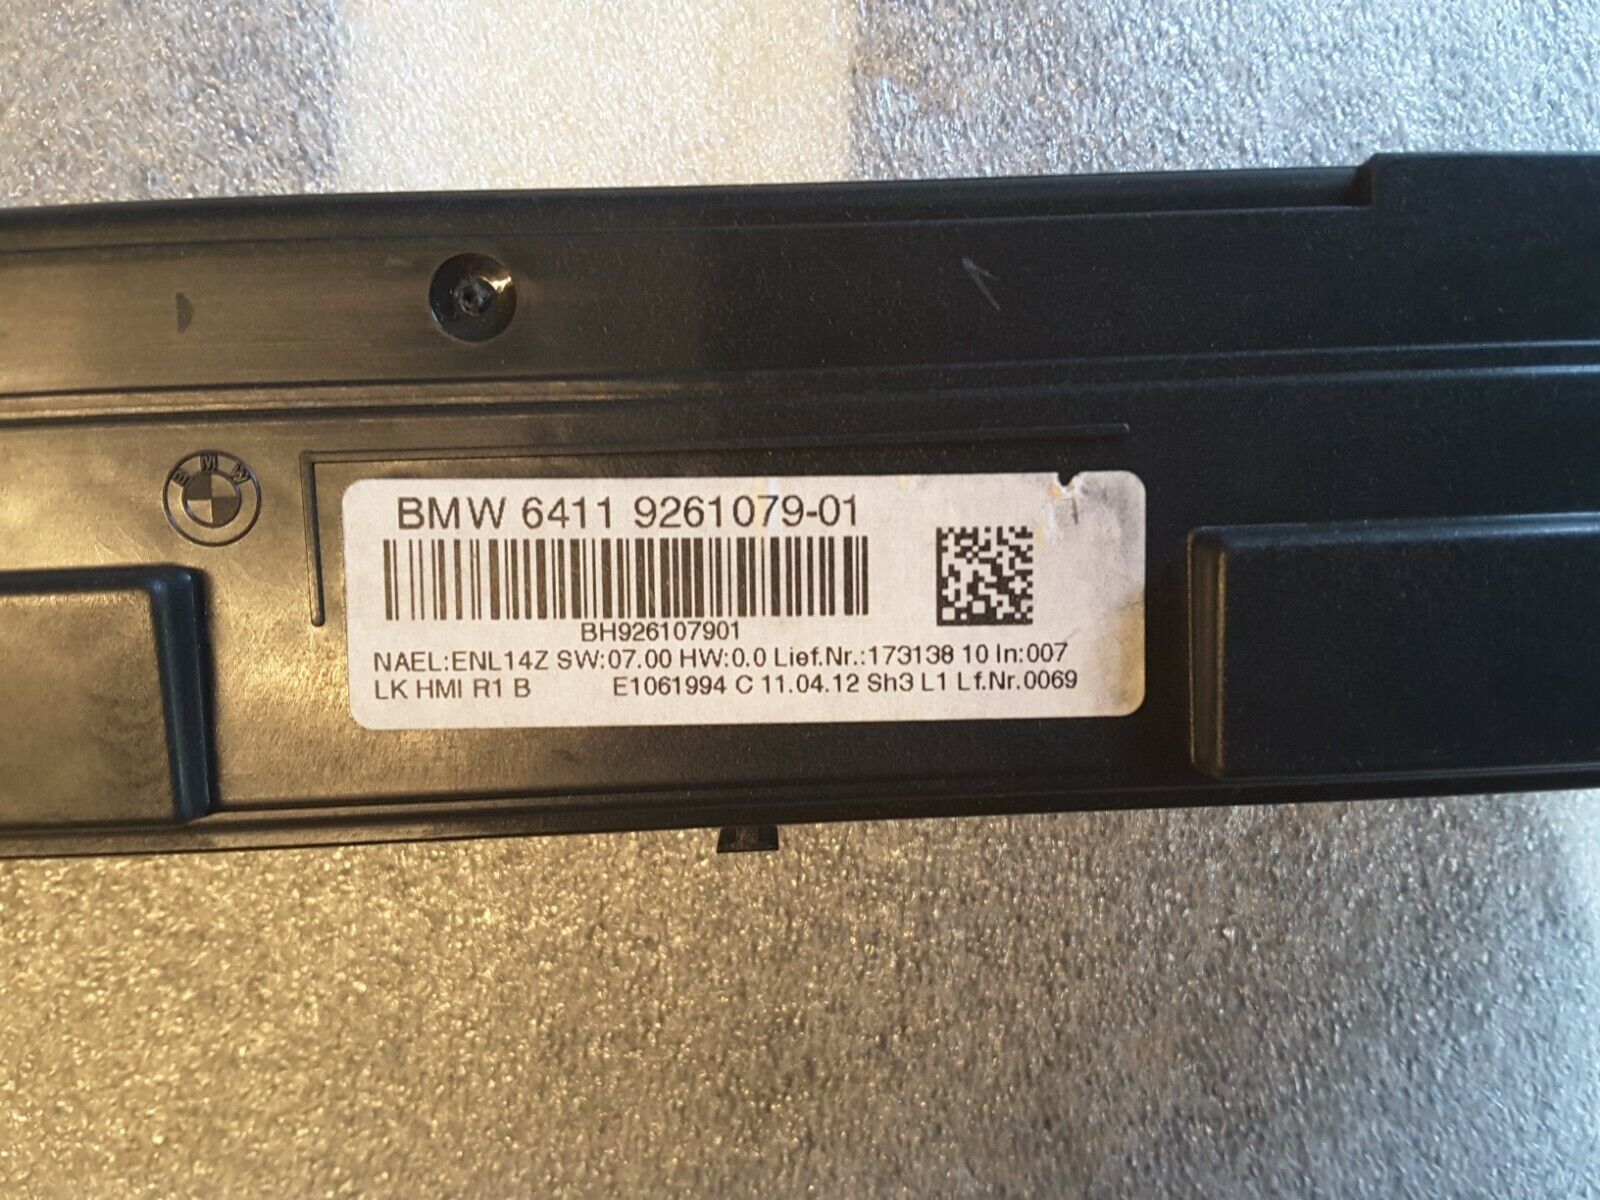 BMW
BMW 6411 9261079-01
BH926107901
NAEL:ENL14Z SW:07.00 HW:0.0 Lief.Nr.:173138 10 In:007
LK HMI R1 B E1061994 C 11.04.12 Sh3 L1 Lf.Nr.0069